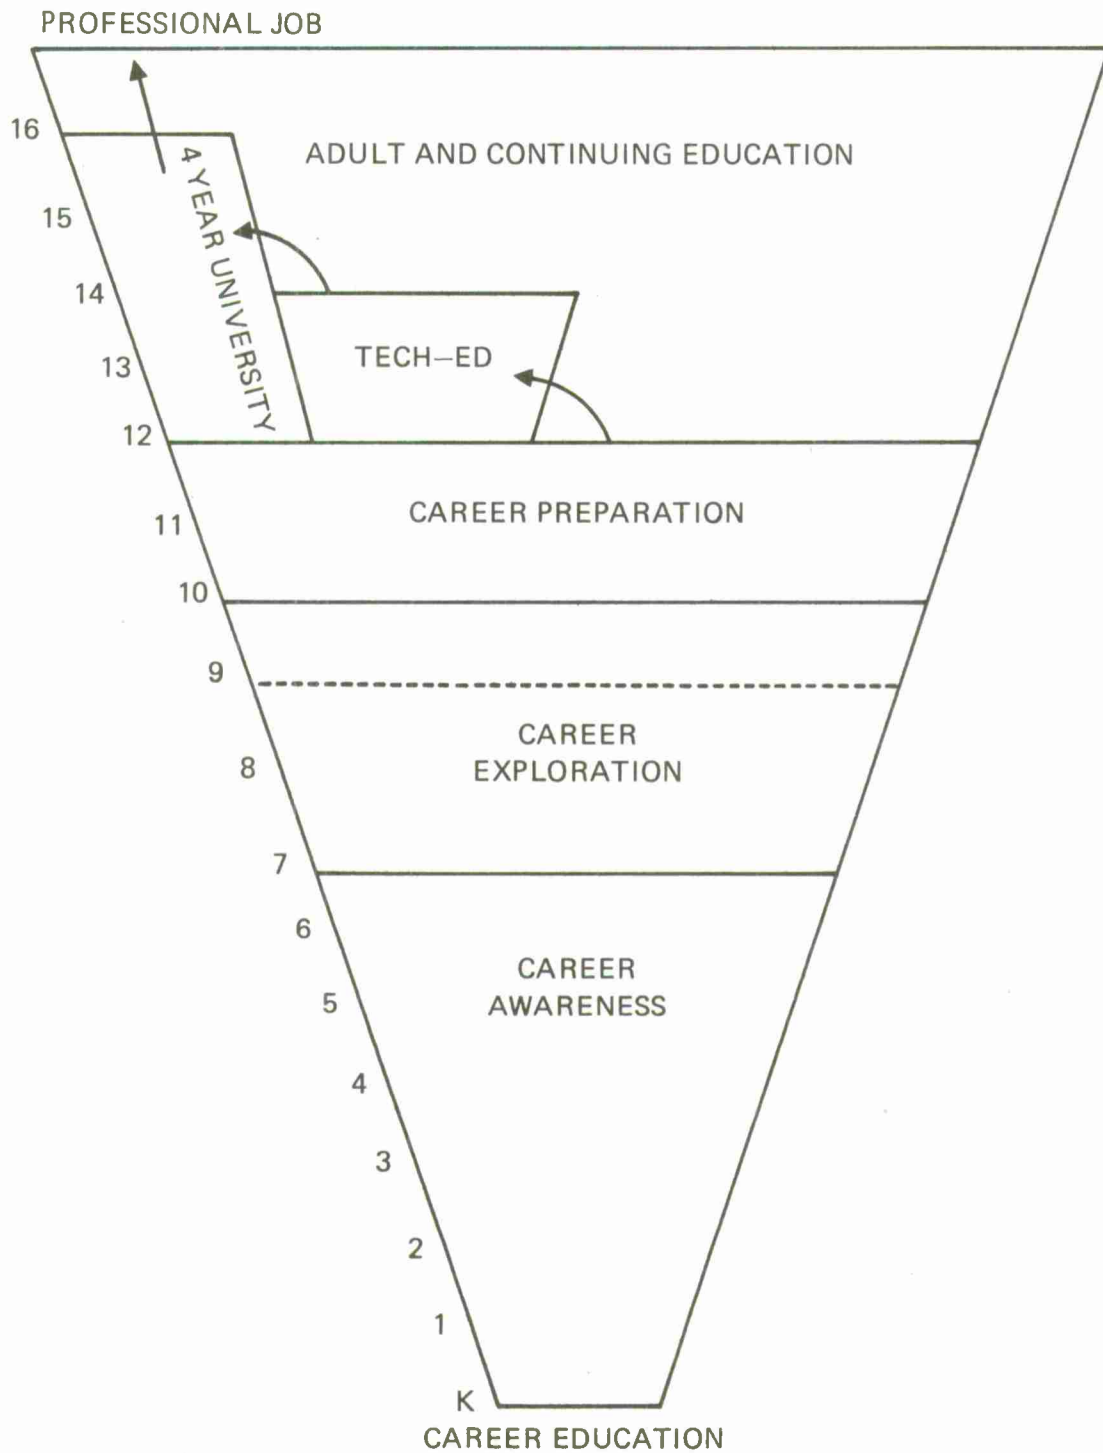 PROFESSIONAL JOB
16
ADULT AND CONTINUING EDUCATION
4 YEAR UNIVERSITY
15
14
TECH–ED
13
12
CAREER PREPARATION
11
10
9
CAREER
EXPLORATION
8
7
6
CAREER
AWARENESS
5
4
3
2
1
K
CAREER EDUCATION